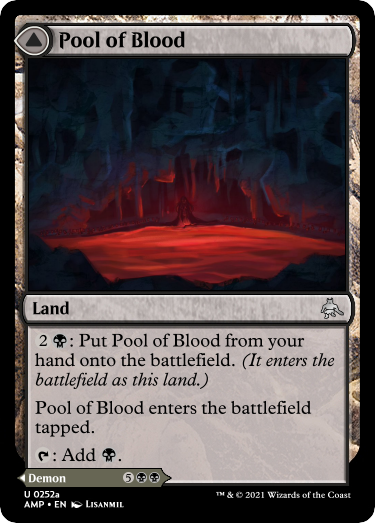 Pool of Blood
Land
2 : Put Pool of Blood from your
hand onto the battlefield. (It enters the
battlefield as this land.)
Pool of Blood enters the battlefield
tapped.
: Add .
Demon 5
U 0252a
AMP • EN LISANMIL
™ & © 2021 Wizards of the Coast